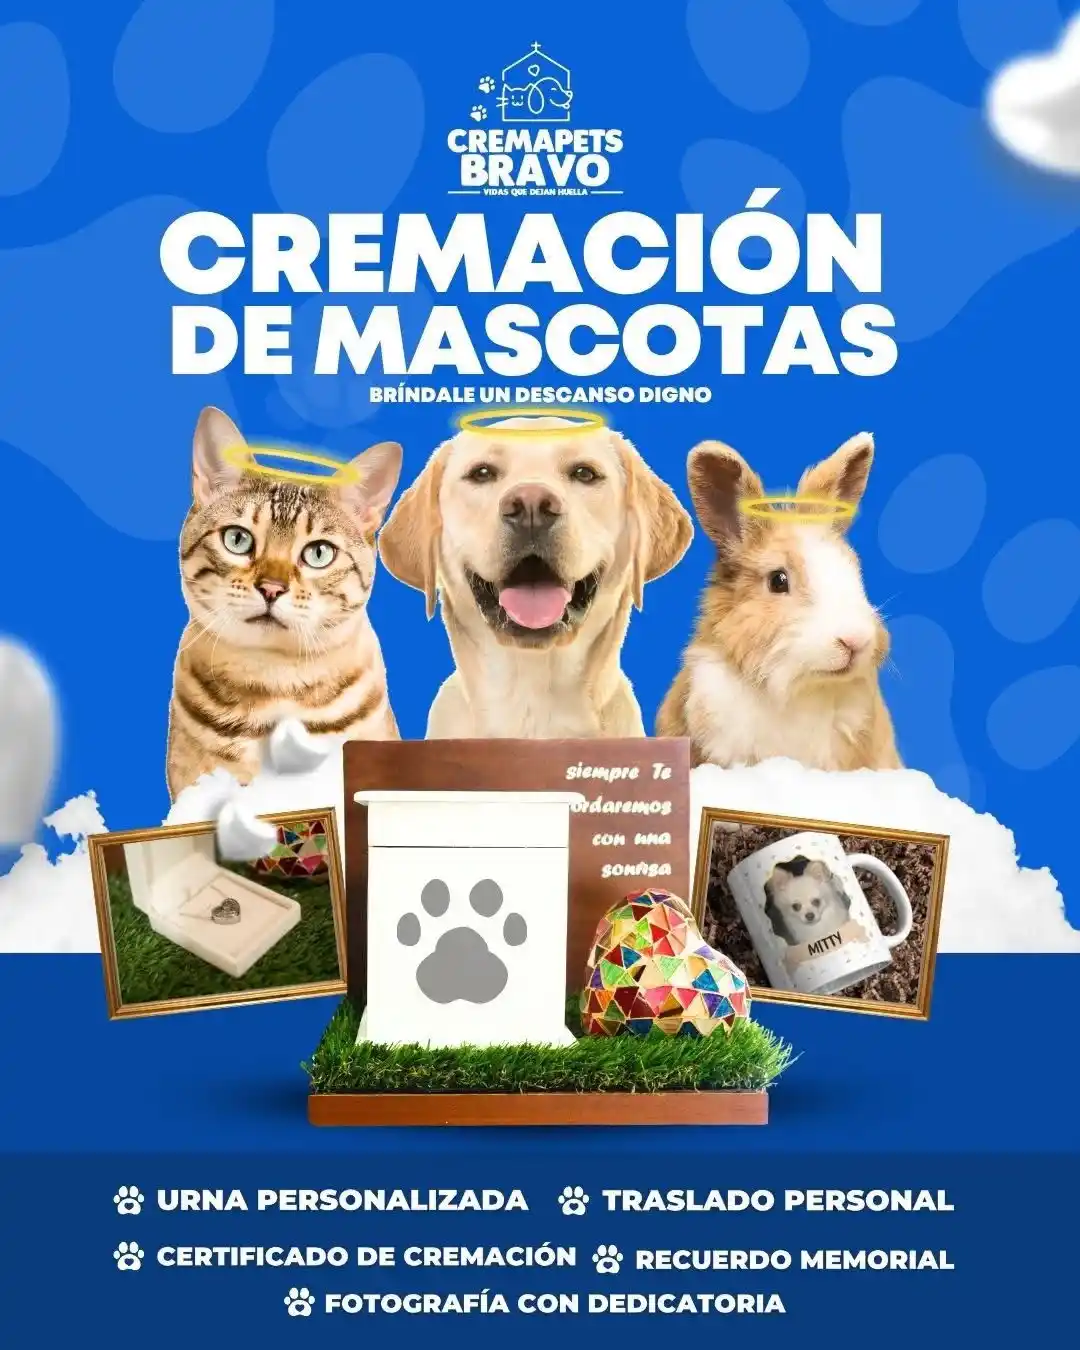 CREMAPETS
BRAVO
VIDAS QUE DEJAN HUELLA
CREMACIÓN
DE MASCOTAS
BRÍNDALE UN DESCANSO DIGNO
siempre Te
ordaremos
con una
sonrisa
MITTY
URNA PERSONALIZADA
TRASLADO PERSONAL
CERTIFICADO DE CREMACIÓN
RECUERDO MEMORIAL
FOTOGRAFÍA CON DEDICATORIA